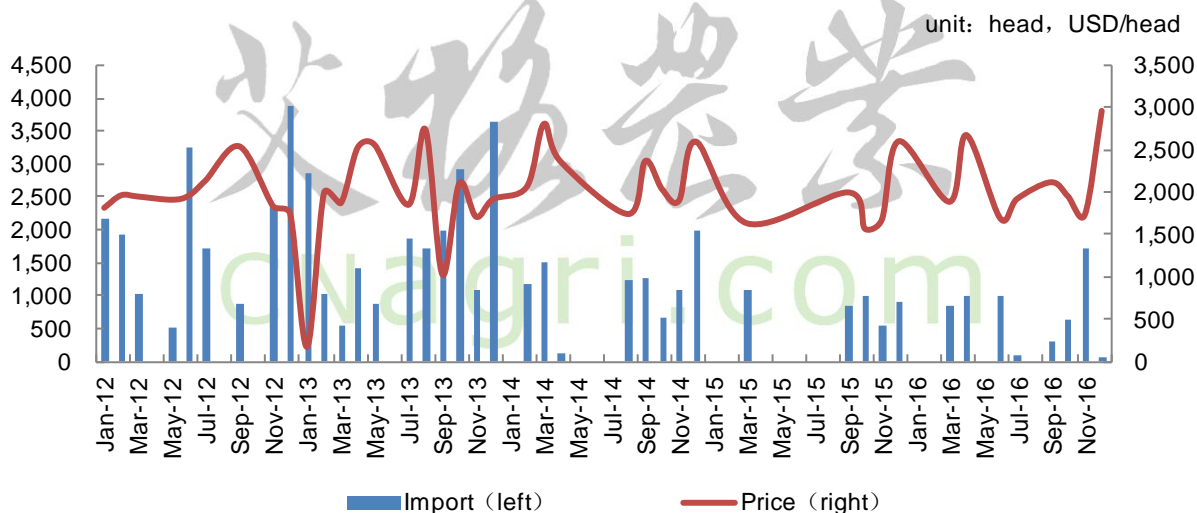 unit: head, USD/head
4,500
4,000
3,500
3,000
2,500
2,000
1,500
1,000
500
0
3,500
3,000
2,500
2,000
1,500
1,000
500
0
艾格农业
CNagri.com
Jan-12
Mar-12
May-12
Jul-12
Sep-12
Nov-12
Jan-13
Mar-13
May-13
Jul-13
Sep-13
Nov-13
Jan-14
Mar-14
May-14
Jul-14
Sep-14
Nov-14
Jan-15
Mar-15
May-15
Jul-15
Sep-15
Nov-15
Jan-16
Mar-16
May-16
Jul-16
Sep-16
Nov-16
Import（left）
Price（right）